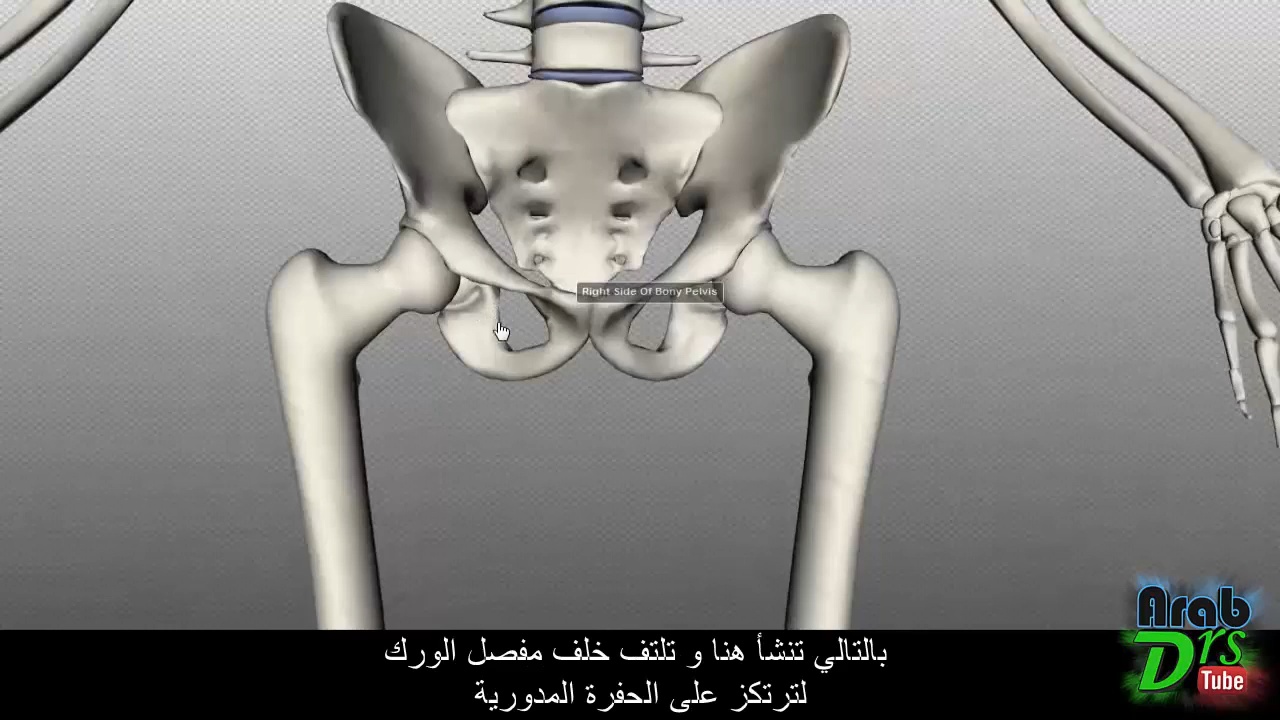 Right Side Of Bony Pelvis
بالتالي تنشأ هنا و تلتف خلف مفصل الورك
لترتكز على الحفرة المدورية
Arab
Drs
Tube